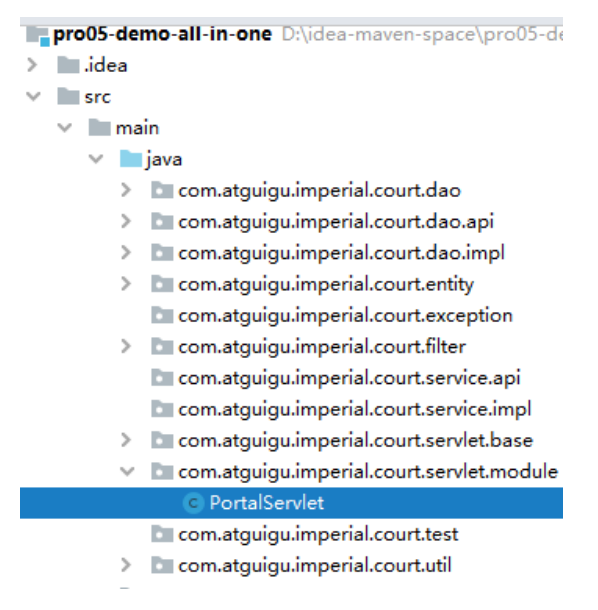 pro05-demo-all-in-one D:\idea-maven-space\pro05-de
.idea
src
main
java
com.atguigu.imperial.court.dao
com.atguigu.imperial.court.dao.api
com.atguigu.imperial.court.dao.impl
com.atguigu.imperial.court.entity
com.atguigu.imperial.court.exception
com.atguigu.imperial.court.filter
com.atguigu.imperial.court.service.api
com.atguigu.imperial.court.service.impl
com.atguigu.imperial.court.servlet.base
com.atguigu.imperial.court.servlet.module
C PortalServlet
com.atguigu.imperial.court.test
com.atguigu.imperial.court.util